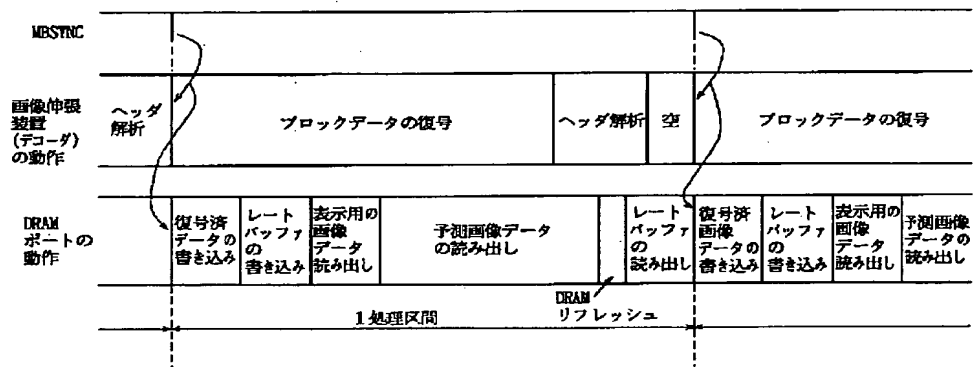 MBSYNC
画像伸張
装置
(デコーダ)
の動作
ヘッダ
解析
ブロックデータの復号
ヘッダ解析
空
ブロックデータの復号
DRAM
ポートの
動作
復号済
データの
書き込み
レート
バッファ
の
書き込み
表示用の
画像
データ
読み出し
予測画像データ
の読み出し
レート
バッファ
の
読み出し
復号済
画像
データの
書き込み
レート
バッファ
の
書き込み
表示用の
画像
データ
読み出し
予測画像
データの
読み出し
DRAM
リフレッシュ
1処理区間